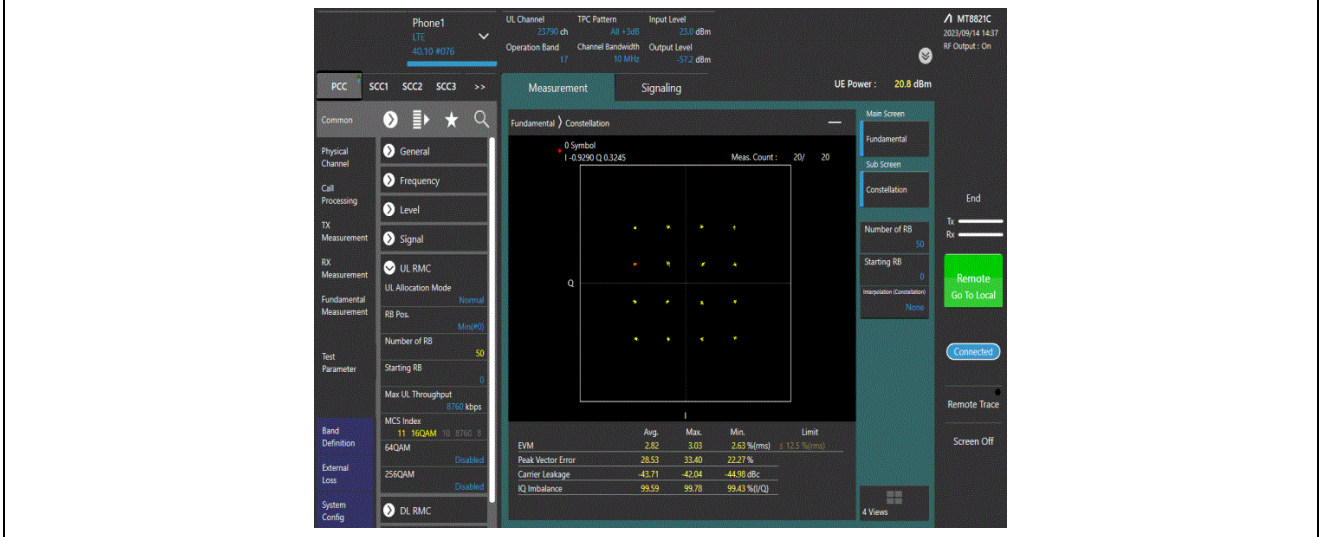 Phone1
LTE
40.10 #076
UL Channel TPC Pattern Input Level
23790 ch All +3dB 23.0 dBm
Operation Band Channel Bandwidth Output Level
17 10 MHz -57.2 dBm
MT8821C
2023/09/14 14:37
RF Output : On
PCC SCC1 SCC2 SCC3 >>
Measurement Signaling
UE Power : 20.8 dBm
Common
Physical
Channel
Call
Processing
TX
Measurement
RX
Measurement
Fundamental
Measurement
Test
Parameter
Band
Definition
External
Loss
System
Config
General
Frequency
Level
Signal
UL RMC
UL Allocation Mode
Normal
RB Pos.
Min(#0)
Number of RB
50
Starting RB
0
Max UL Throughput
8760 kbps
MCS Index
11 16QAM 10 8760 8
64QAM
Disabled
256QAM
Disabled
DL RMC
Fundamental Constellation
0 Symbol
I -0.9290 Q 0.3245
Meas. Count : 20/ 20
Q
I
Avg. Max. Min. Limit
EVM 2.82 3.03 2.63 %(rms) ≤ 12.5 %(rms)
Peak Vector Error 28.53 33.40 22.27 %
Carrier Leakage -43.71 -42.04 -44.98 dBc
IQ Imbalance 99.59 99.78 99.43 %(I/Q)
Main Screen
Fundamental
Sub Screen
Constellation
Number of RB
50
Starting RB
0
Interpolation (Constellation)
None
4 Views
End
Tx
Rx
Remote
Go To Local
Connected
Remote Trace
Screen Off